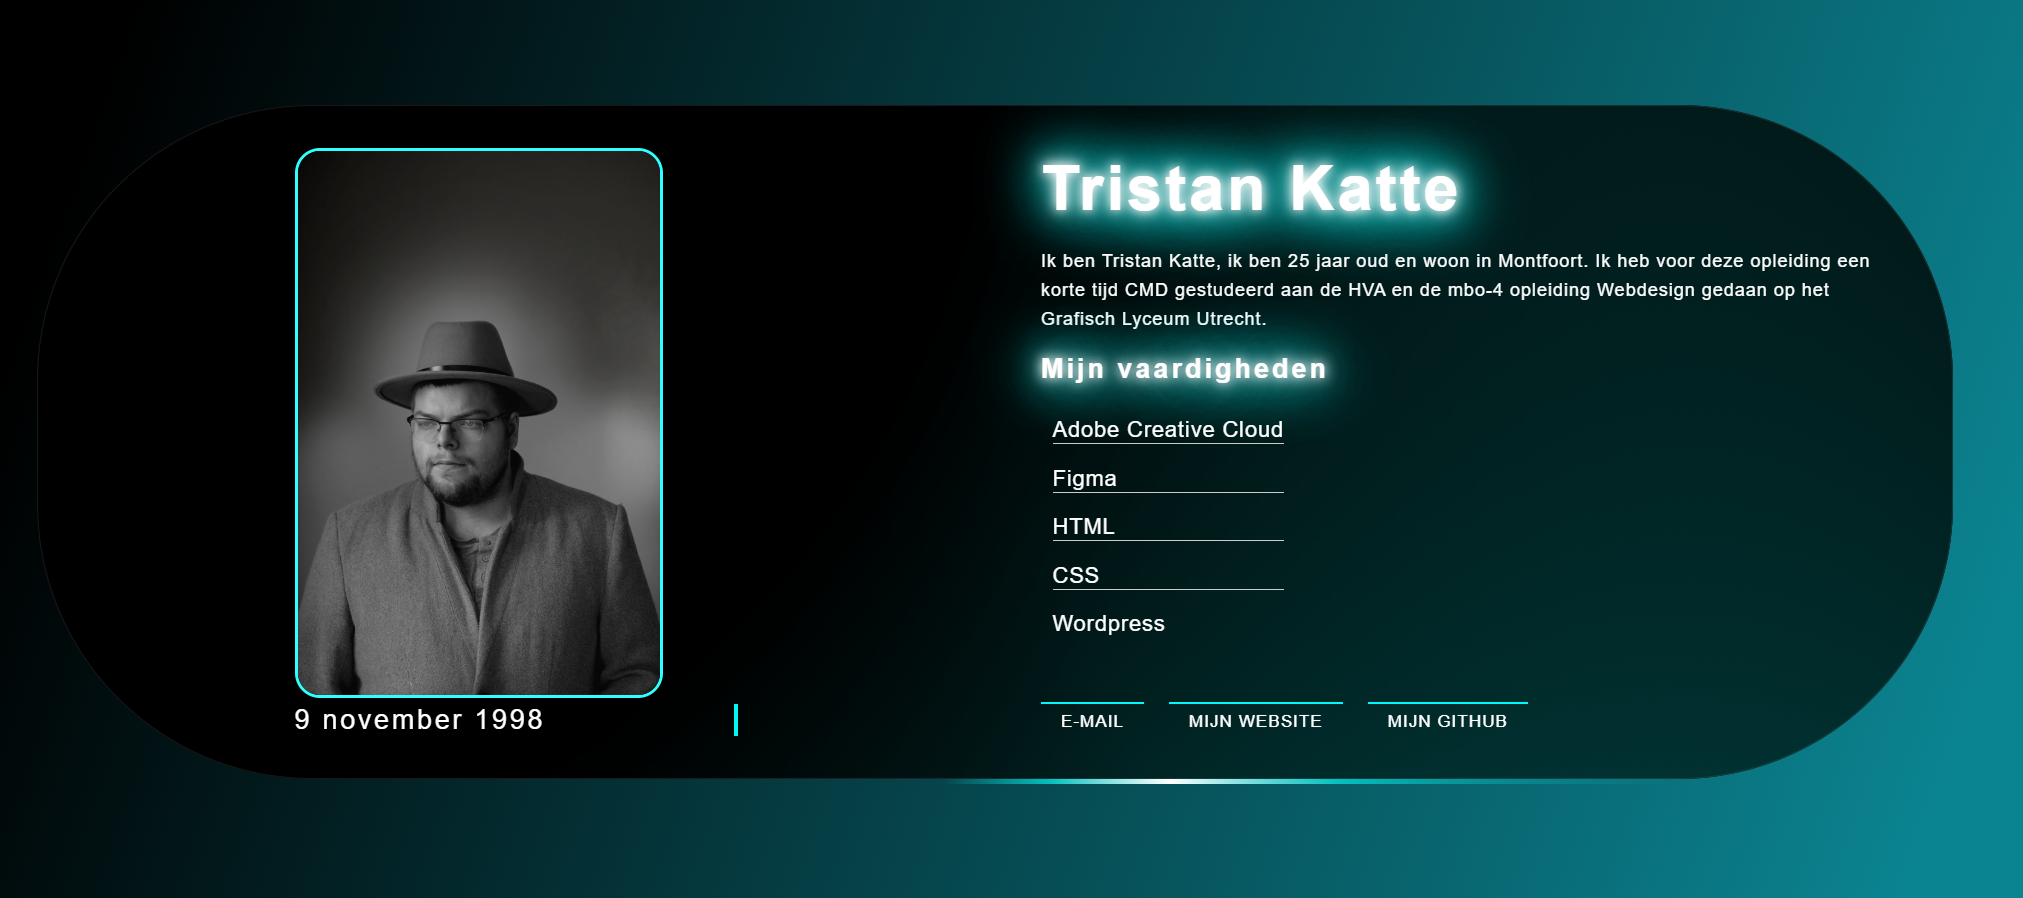 Tristan Katte
Ik ben Tristan Katte, ik ben 25 jaar oud en woon in Montfoort. Ik heb voor deze opleiding een
korte tijd CMD gestudeerd aan de HVA en de mbo-4 opleiding Webdesign gedaan op het
Grafisch Lyceum Utrecht.
Mijn vaardigheden
Adobe Creative Cloud
Figma
HTML
CSS
Wordpress
9 november 1998
E-MAIL
MIJN WEBSITE
MIJN GITHUB